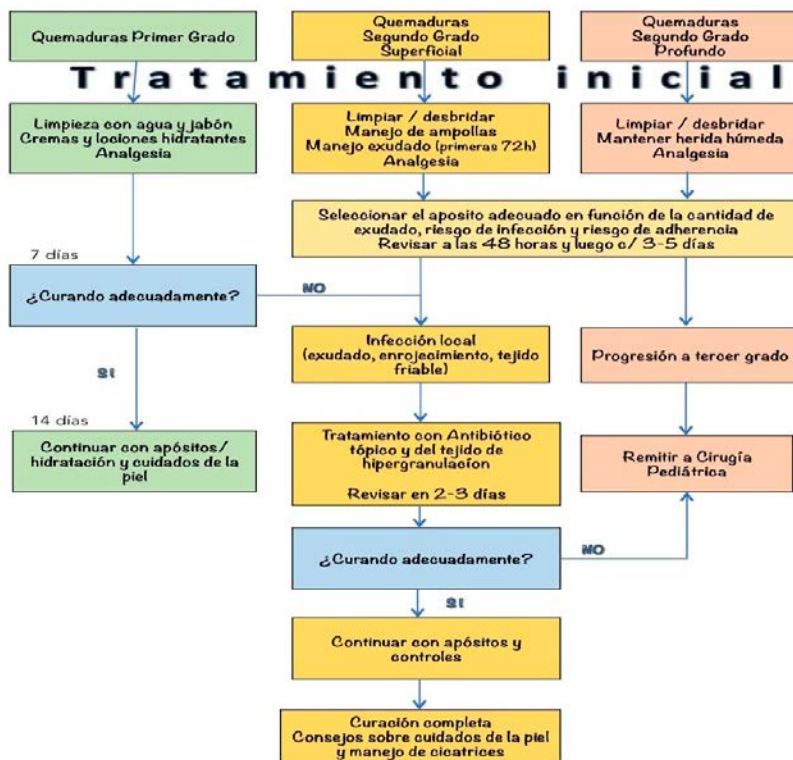 Quemaduras Primer Grado
Quemaduras
Segundo Grado
Superficial
Quemaduras
Segundo Grado
Profundo
Tratamiento inicial
Limpieza con agua y jabón
Cremas y lociones hidratantes
Analgesia
Limpiar / desbridar
Manejo de ampollas
Manejo exudado (primeras 72h)
Analgesia
Limpiar / desbridar
Mantener herida húmeda
Analgesia
Seleccionar el aposito adecuado en función de la cantidad de
exudado, riesgo de infección y riesgo de adherencia
Revisar a las 48 horas y luego c/ 3-5 días
7 días
¿Curando adecuadamente?
NO
SI
Infección local
(exudado, enrojecimiento, tejido
friable)
Progresión a tercer grado
14 días
Continuar con apósitos/
hidratación y cuidados de la
piel
Tratamiento con Antibiótico
tópico y del tejido de
hipergranulación
Revisar en 2-3 días
Remitir a Cirugía
Pediátrica
¿Curando adecuadamente?
NO
SI
Continuar con apósitos y
controles
Curación completa
Consejos sobre cuidados de la piel
y manejo de cicatrices